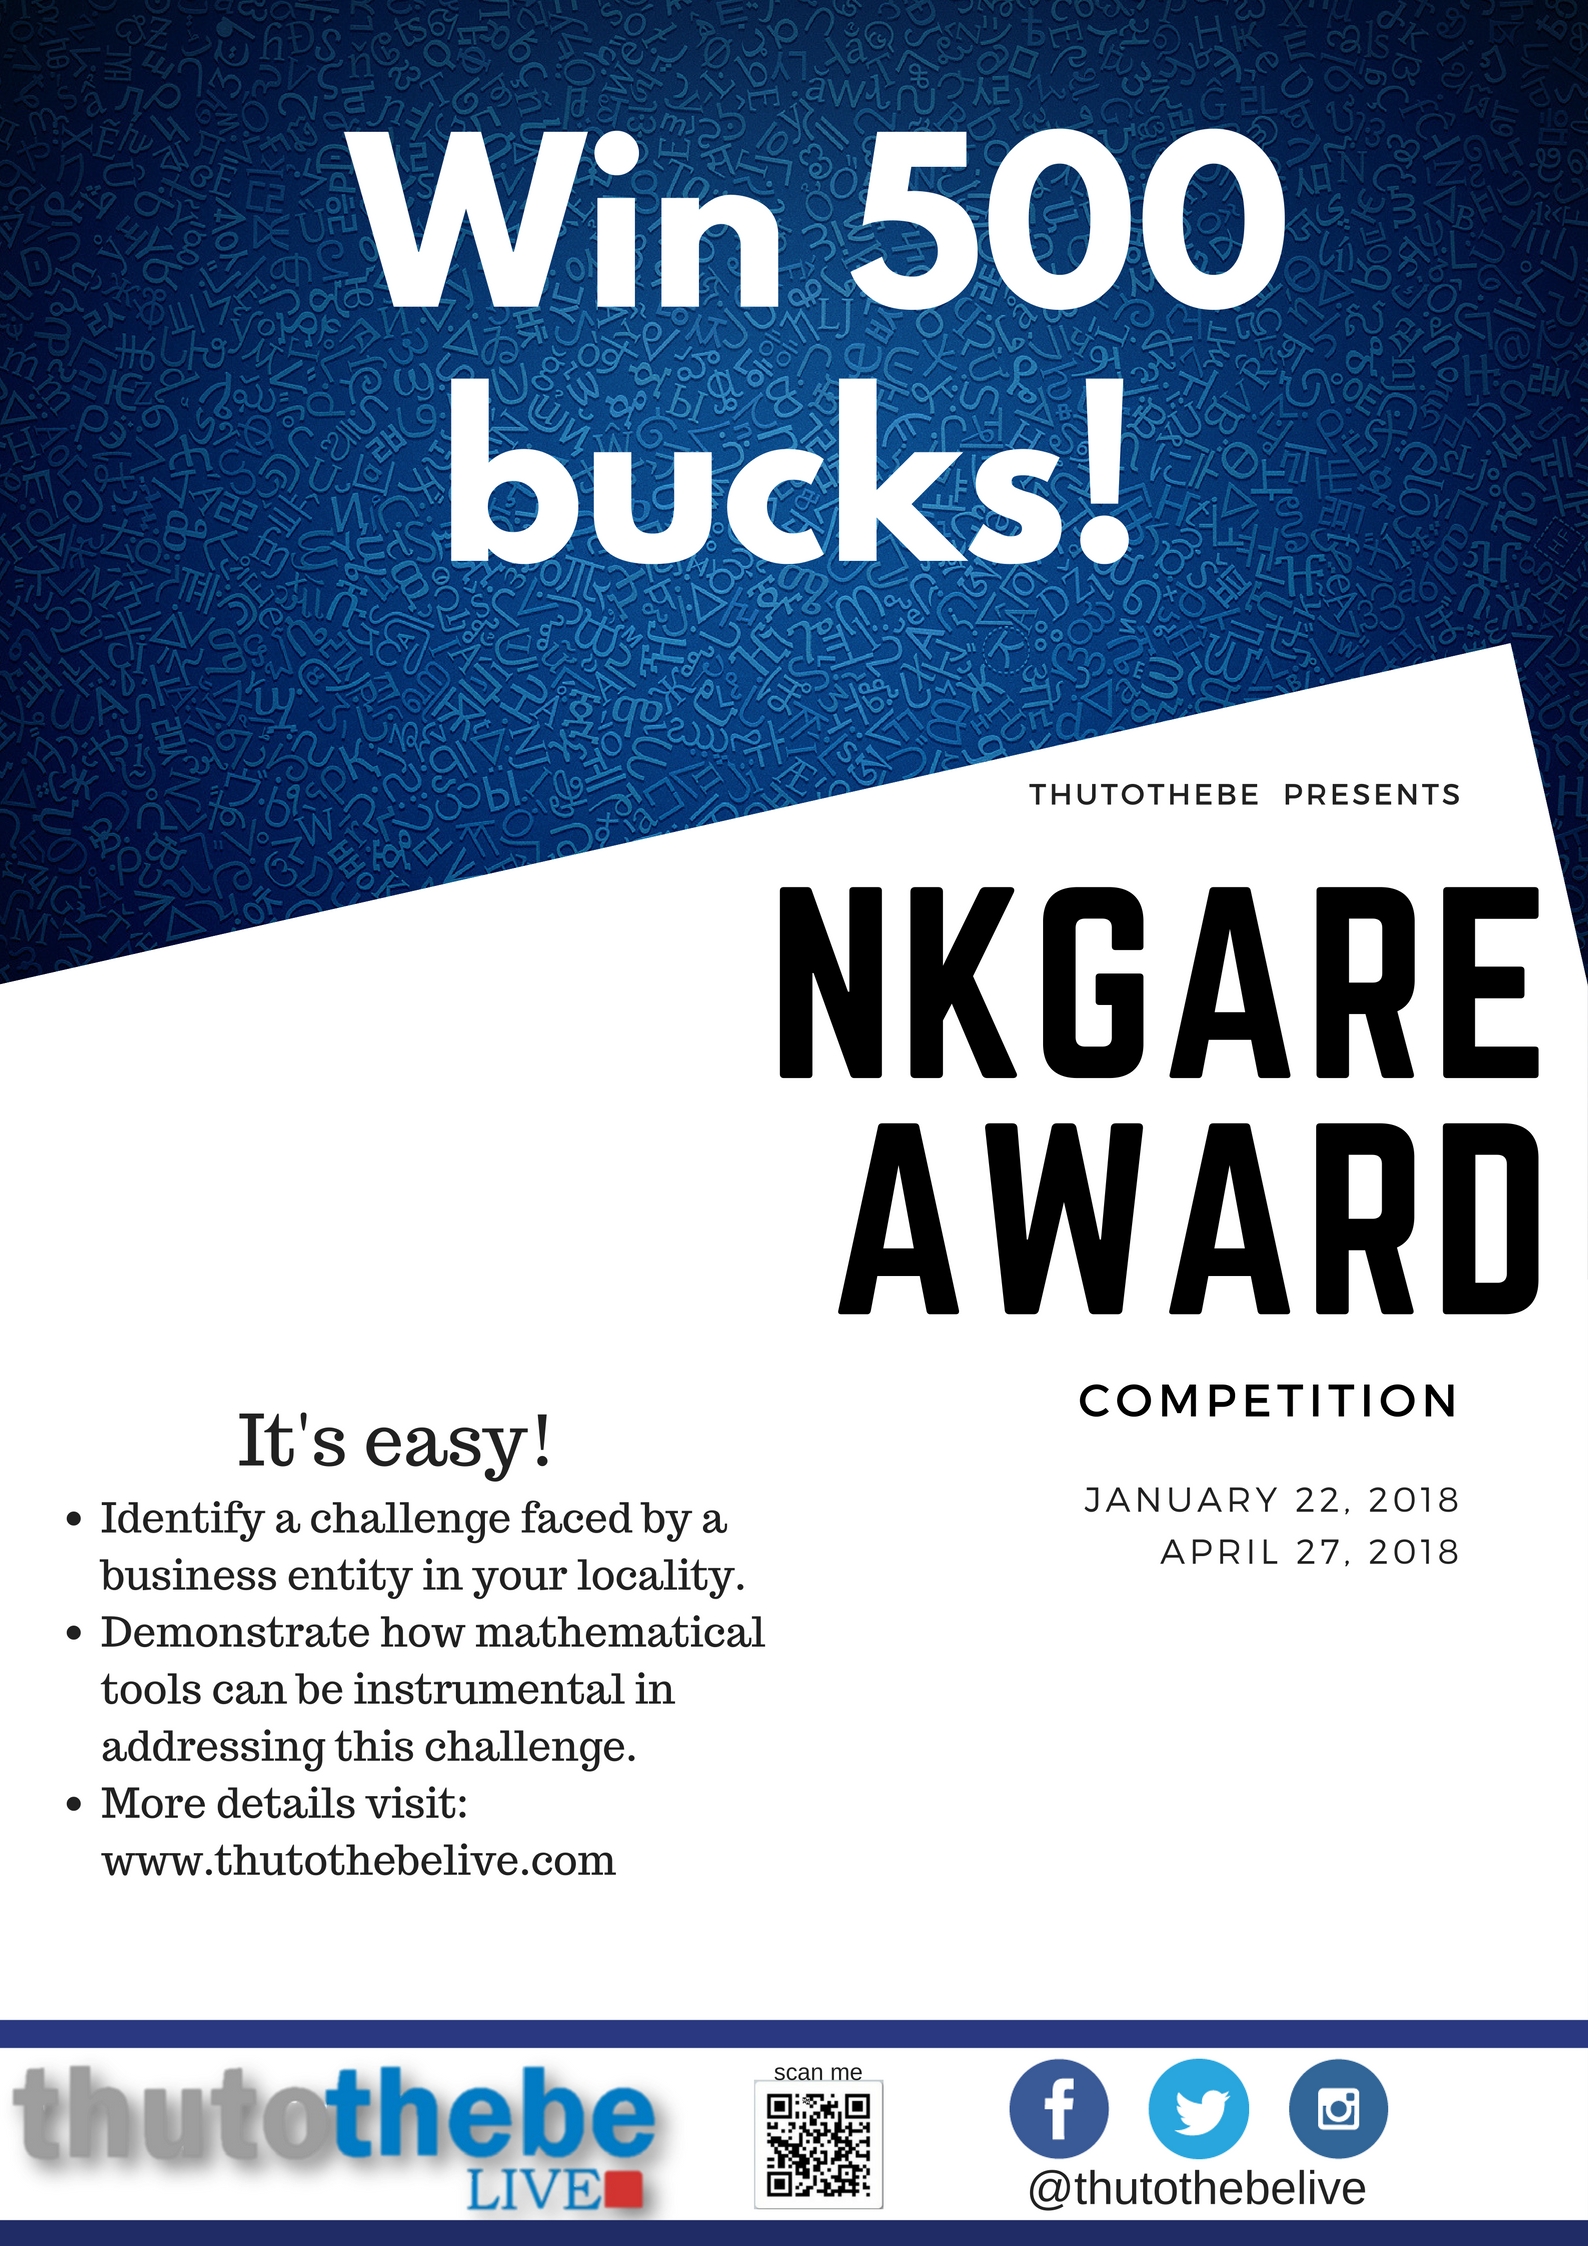 Win 500
bucks!
THUTOTHEBE PRESENTS
NKGARE
AWARD
COMPETITION
JANUARY 22, 2018
APRIL 27, 2018
It's easy!
• Identify a challenge faced by a
business entity in your locality.
• Demonstrate how mathematical
tools can be instrumental in
addressing this challenge.
• More details visit:
www.thutothebelive.com
thutothebe
LIVE
scan me
@thutothebelive